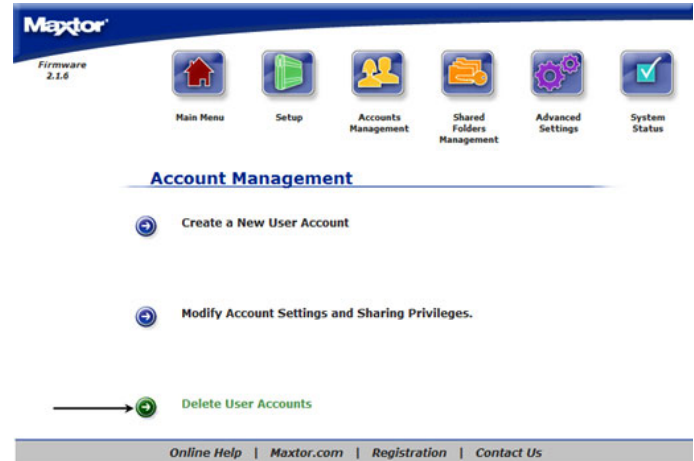 Maxtor
Firmware
2.1.6
Main Menu
Setup
Accounts
Management
Shared
Folders
Management
Advanced
Settings
System
Status
Account Management
Create a New User Account
Modify Account Settings and Sharing Privileges.
Delete User Accounts
Online Help | Maxtor.com | Registration | Contact Us